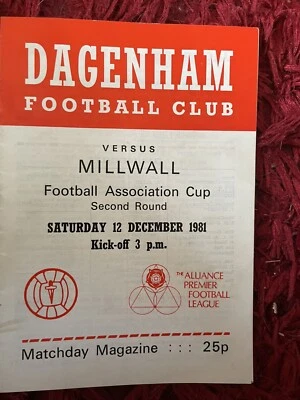 DAGENHAM
FOOTBALL CLUB
VERSUS
MILLWALL
Football Association Cup
Second Round
SATURDAY 12 DECEMBER 1981
Kick-off 3 p.m.
THE ALLIANCE
PREMIER
FOOTBALL
LEAGUE
Matchday Magazine : : : 25p